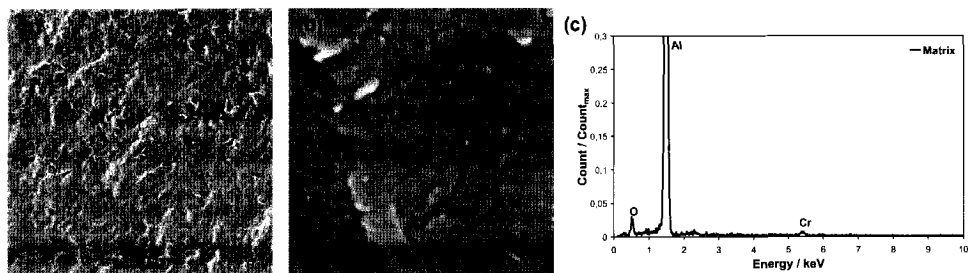 (c)
0,3
0,25
0,2
0,15
0,1
0,05
0
Count / Count_max
Al
O
Cr
Matrix
0 1 2 3 4 5 6 7 8 9 10
Energy / keV